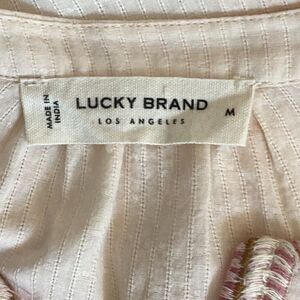 MADE IN
INDIA
LUCKY BRAND
LOS ANGELES
M